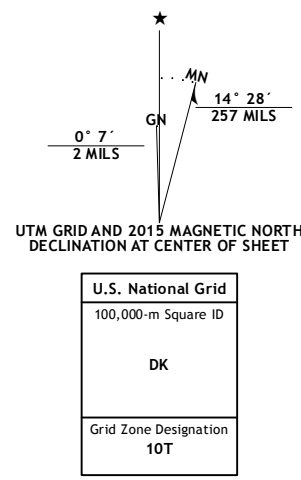 ★
MN
GN
14° 28´
257 MILS
0° 7´
2 MILS
UTM GRID AND 2015 MAGNETIC NORTH
DECLINATION AT CENTER OF SHEET
U.S. National Grid
100,000-m Square ID
DK
Grid Zone Designation
10T